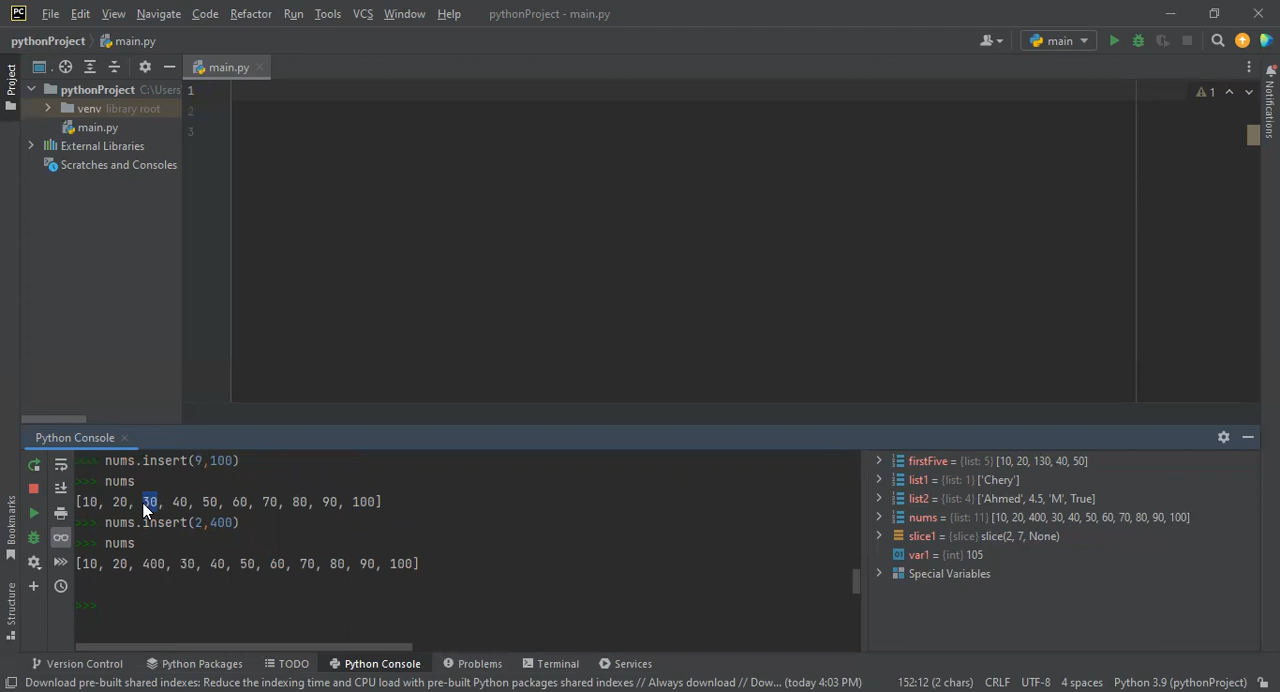 PC File Edit View Navigate Code Refactor Run Tools VCS Window Help pythonProject - main.py
pythonProject main.py main
Project
main.py
pythonProject C:\Users
venv library root
main.py
External Libraries
Scratches and Consoles
1
2
3
1
Notifications
Bookmarks
Structure
Python Console
>>> nums.insert(9,100)
>>> nums
[10, 20, 30, 40, 50, 60, 70, 80, 90, 100]
>>> nums.insert(2,400)
>>> nums
[10, 20, 400, 30, 40, 50, 60, 70, 80, 90, 100]
>>>
firstFive = {list: 5} [10, 20, 130, 40, 50]
list1 = {list: 1} ['Chery']
list2 = {list: 4} ['Ahmed', 4.5, 'M', True]
nums = {list: 11} [10, 20, 400, 30, 40, 50, 60, 70, 80, 90, 100]
slice1 = {slice} slice(2, 7, None)
01 var1 = {int} 105
Special Variables
Version Control Python Packages TODO Python Console Problems Terminal Services
Download pre-built shared indexes: Reduce the indexing time and CPU load with pre-built Python packages shared indexes // Always download // Dow... (today 4:03 PM) 152:12 (2 chars) CRLF UTF-8 4 spaces Python 3.9 (pythonProject)